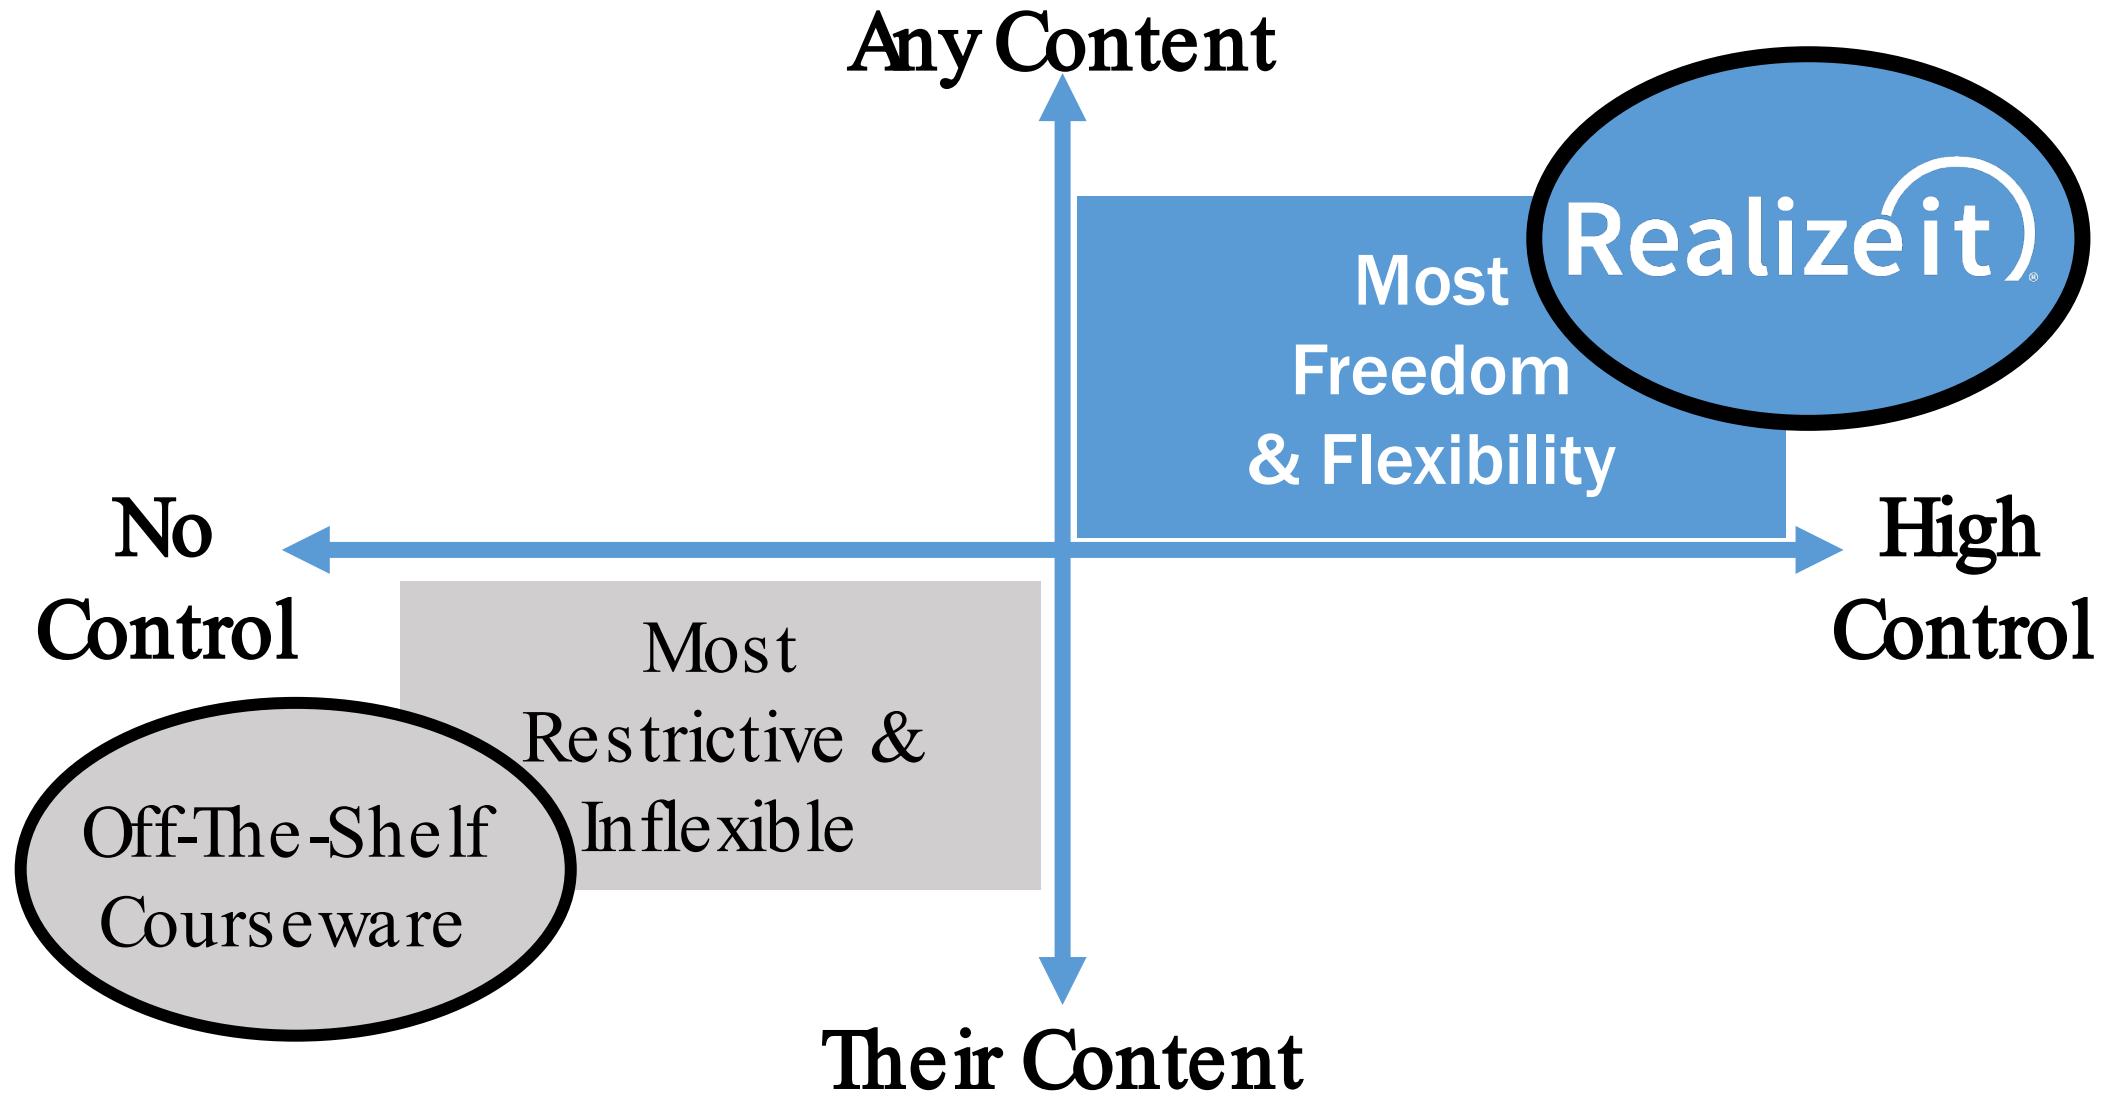 Any Content
Realizeit®
Most
Freedom
& Flexibility
No
Control
High
Control
Most
Restrictive &
Inflexible
Off-The-Shelf
Courseware
Their Content